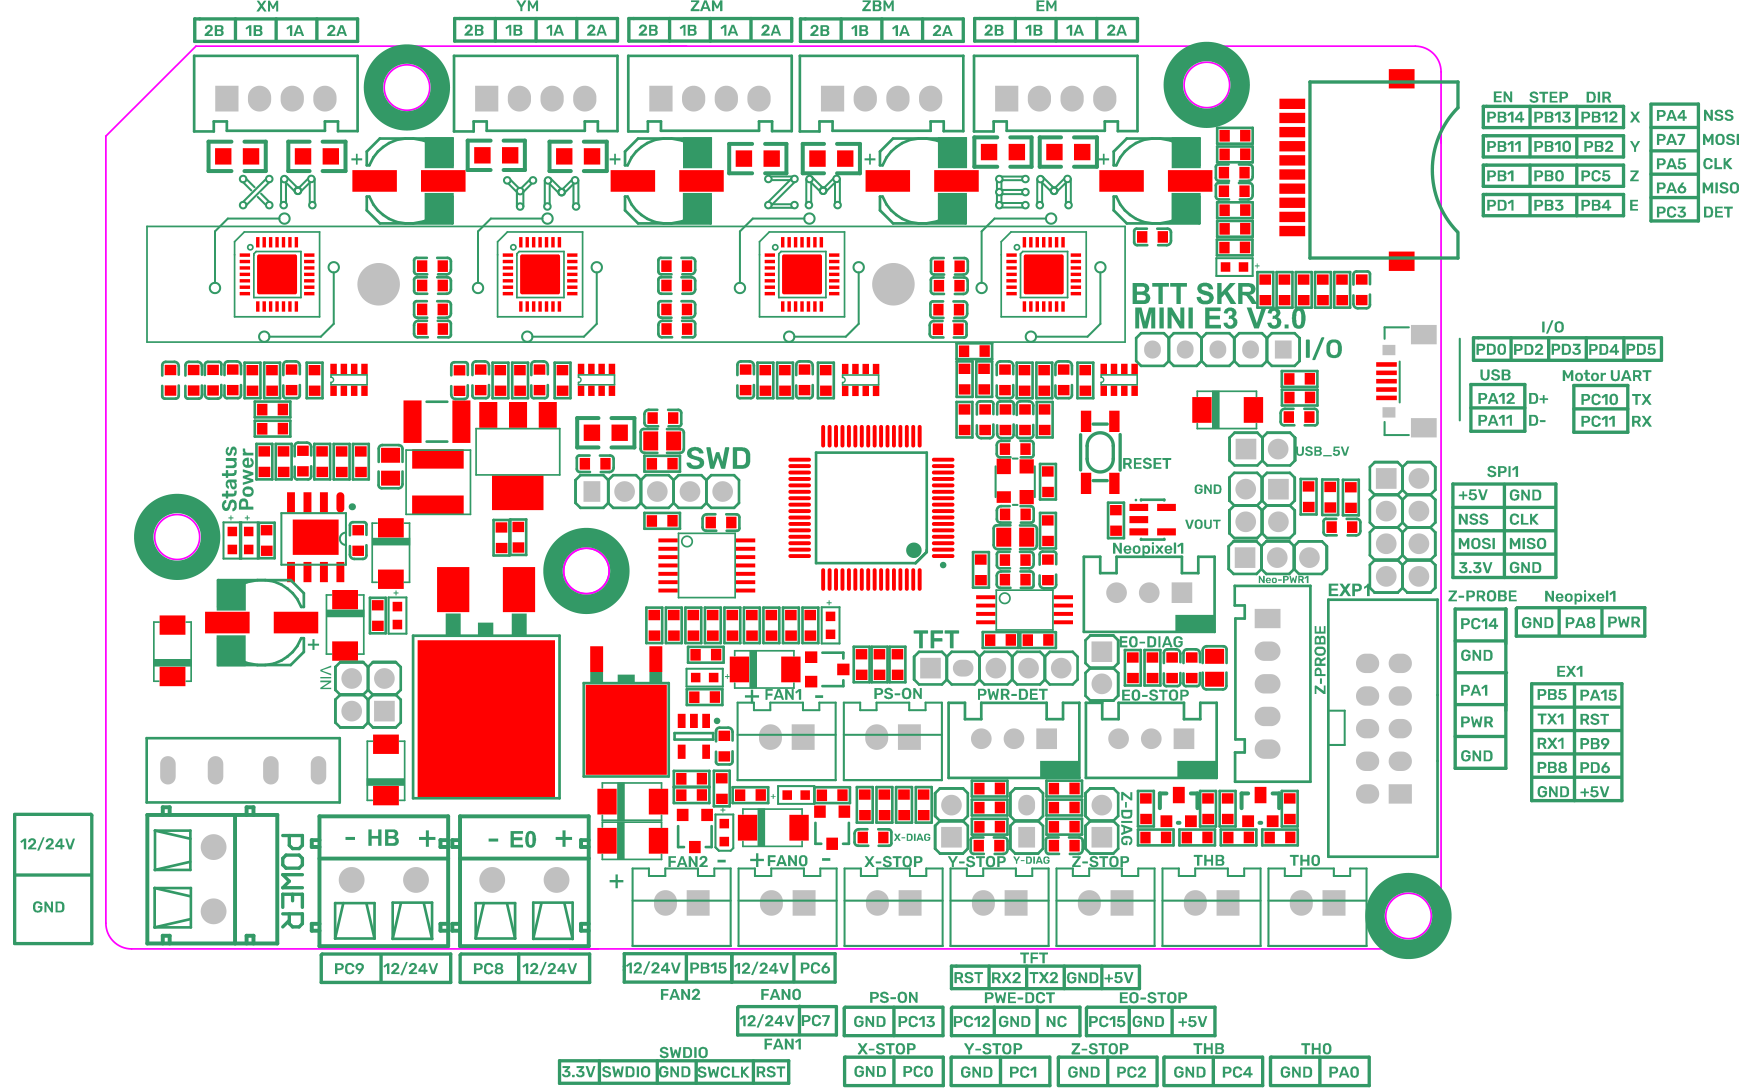 XM YM ZAM ZBM EM
2B 1B 1A 2A 2B 1B 1A 2A 2B 1B 1A 2A 2B 1B 1A 2A 2B 1B 1A 2A
EN STEP DIR
PB14 PB13 PB12 X
PB11 PB10 PB2 Y
PB1 PB0 PC5 Z
PD1 PB3 PB4 E
PA4 NSS
PA7 MOSI
PA5 CLK
PA6 MISO
PC3 DET
+ + + +
XM YM ZM EM
BTT SKR
MINI E3 V3.0
I/O
I/O
PD0 PD2 PD3 PD4 PD5
USB
PA12 D+
PA11 D-
Motor UART
PC10 TX
PC11 RX
Status
Power
SWD
RESET
USB_5V
GND
VOUT
Neopixel1
Neo-PWR1
SPI1
+5V GND
NSS CLK
MOSI MISO
3.3V GND
EXP1
Z-PROBE
PC14
GND
PA1
PWR
GND
Neopixel1
GND PA8 PWR
EX1
PB5 PA15
TX1 RST
RX1 PB9
PB8 PD6
GND +5V
+
VIN
TFT
E0-DIAG
Z-PROBE
+ FAN1 -
PS-ON
PWR-DET
E0-STOP
12/24V
GND
POWER
- HB +
- E0 +
X-DIAG
Y-DIAG
Z-DIAG
+ FAN2 -
+ FAN0 -
X-STOP
Y-STOP
Z-STOP
THB
TH0
PC9 12/24V
PC8 12/24V
12/24V PB15 12/24V PC6
FAN2 FAN0
12/24V PC7
FAN1
TFT
RST RX2 TX2 GND +5V
PS-ON PWE-DCT EO-STOP
GND PC13 PC12 GND NC PC15 GND +5V
SWDIO
3.3V SWDIO GND SWCLK RST
X-STOP Y-STOP Z-STOP THB TH0
GND PC0 GND PC1 GND PC2 GND PC4 GND PA0